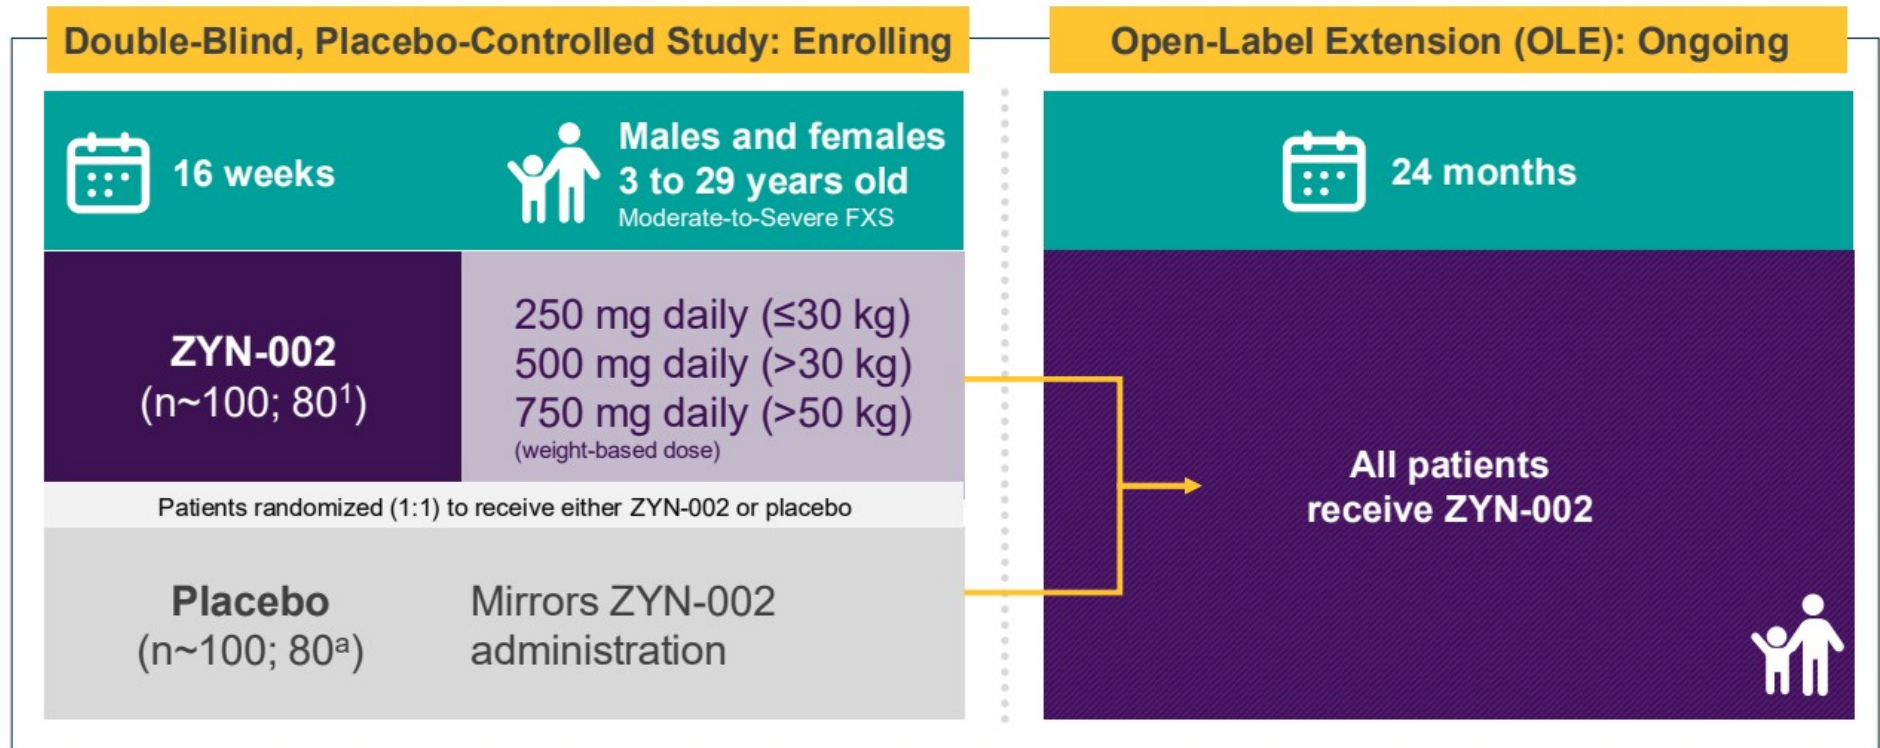 Double-Blind, Placebo-Controlled Study: Enrolling
Open-Label Extension (OLE): Ongoing
16 weeks
Males and females
3 to 29 years old
Moderate-to-Severe FXS
24 months
ZYN-002
(n~100; 80¹)
250 mg daily (≤30 kg)
500 mg daily (>30 kg)
750 mg daily (>50 kg)
(weight-based dose)
Patients randomized (1:1) to receive either ZYN-002 or placebo
Placebo
(n~100; 80ᵃ)
Mirrors ZYN-002
administration
All patients
receive ZYN-002